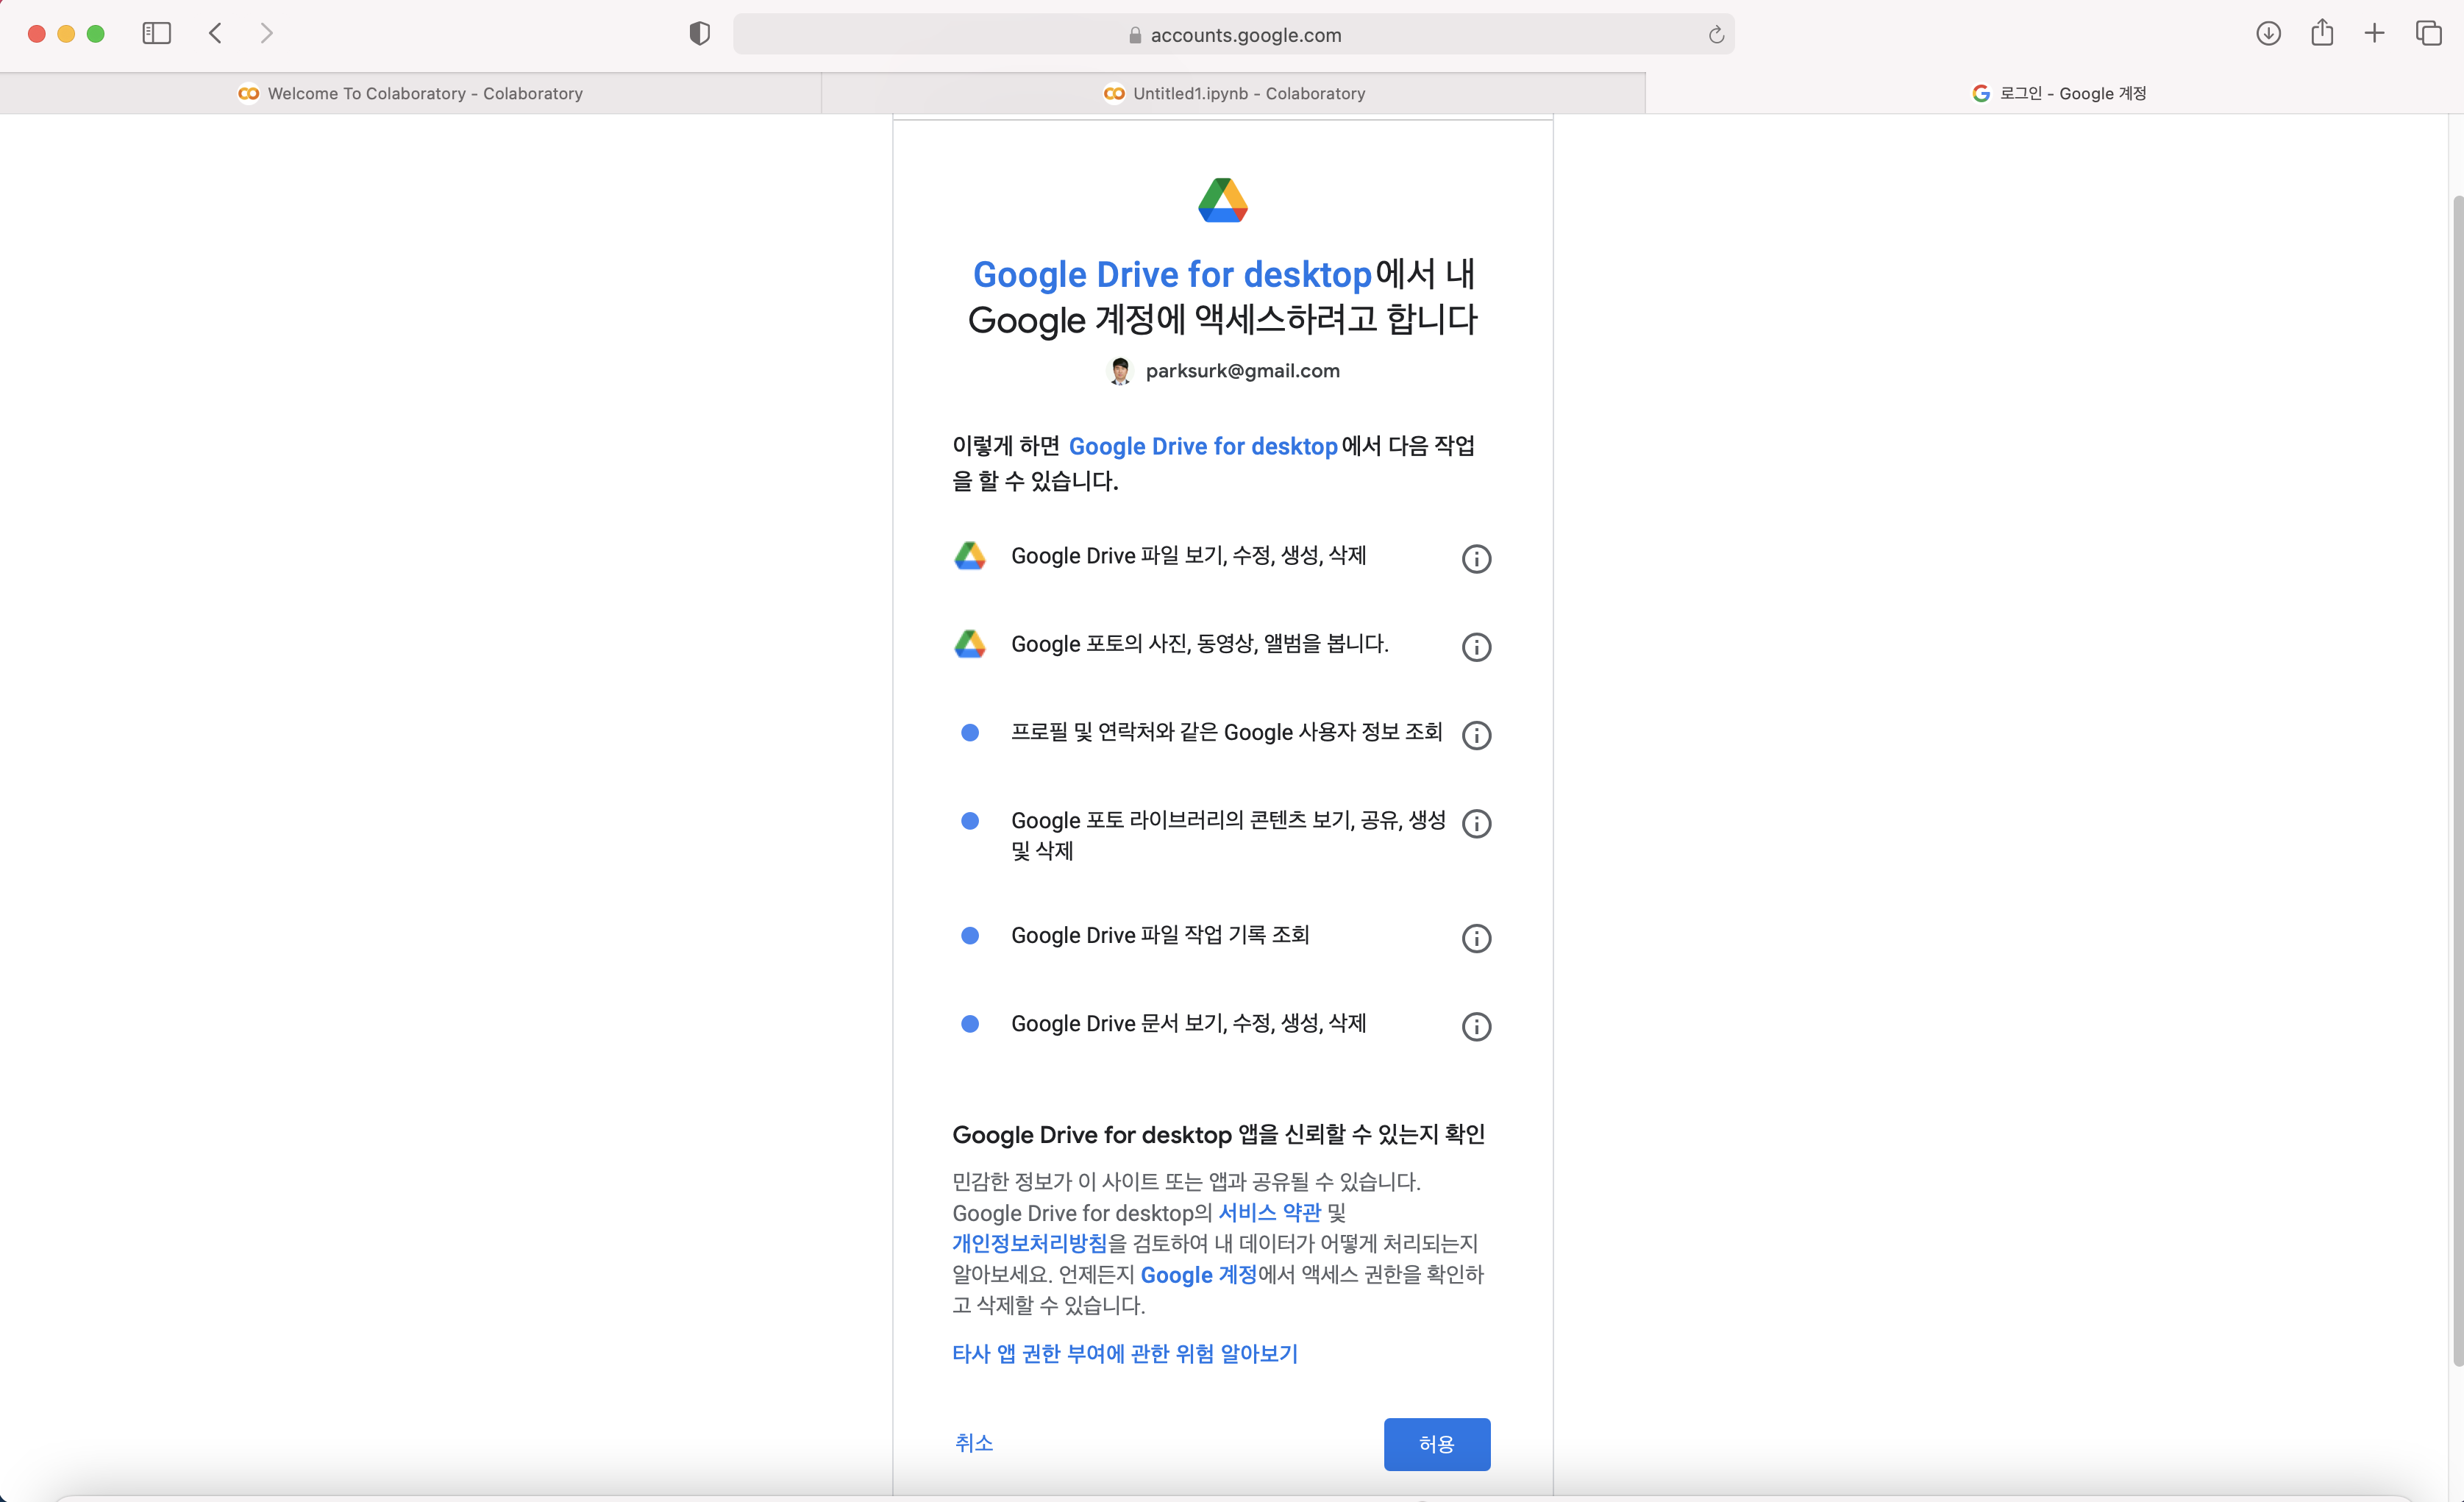 accounts.google.com
Welcome To Colaboratory - Colaboratory
Untitled1.ipynb - Colaboratory
로그인 - Google 계정
Google Drive for desktop에서 내
Google 계정에 액세스하려고 합니다
parksurk@gmail.com
이렇게 하면 Google Drive for desktop에서 다음 작업
을 할 수 있습니다.
Google Drive 파일 보기, 수정, 생성, 삭제
Google 포토의 사진, 동영상, 앨범을 봅니다.
프로필 및 연락처와 같은 Google 사용자 정보 조회
Google 포토 라이브러리의 콘텐츠 보기, 공유, 생성
및 삭제
Google Drive 파일 작업 기록 조회
Google Drive 문서 보기, 수정, 생성, 삭제
Google Drive for desktop 앱을 신뢰할 수 있는지 확인
민감한 정보가 이 사이트 또는 앱과 공유될 수 있습니다.
Google Drive for desktop의 서비스 약관 및
개인정보처리방침을 검토하여 내 데이터가 어떻게 처리되는지
알아보세요. 언제든지 Google 계정에서 액세스 권한을 확인하
고 삭제할 수 있습니다.
타사 앱 권한 부여에 관한 위험 알아보기
취소
허용